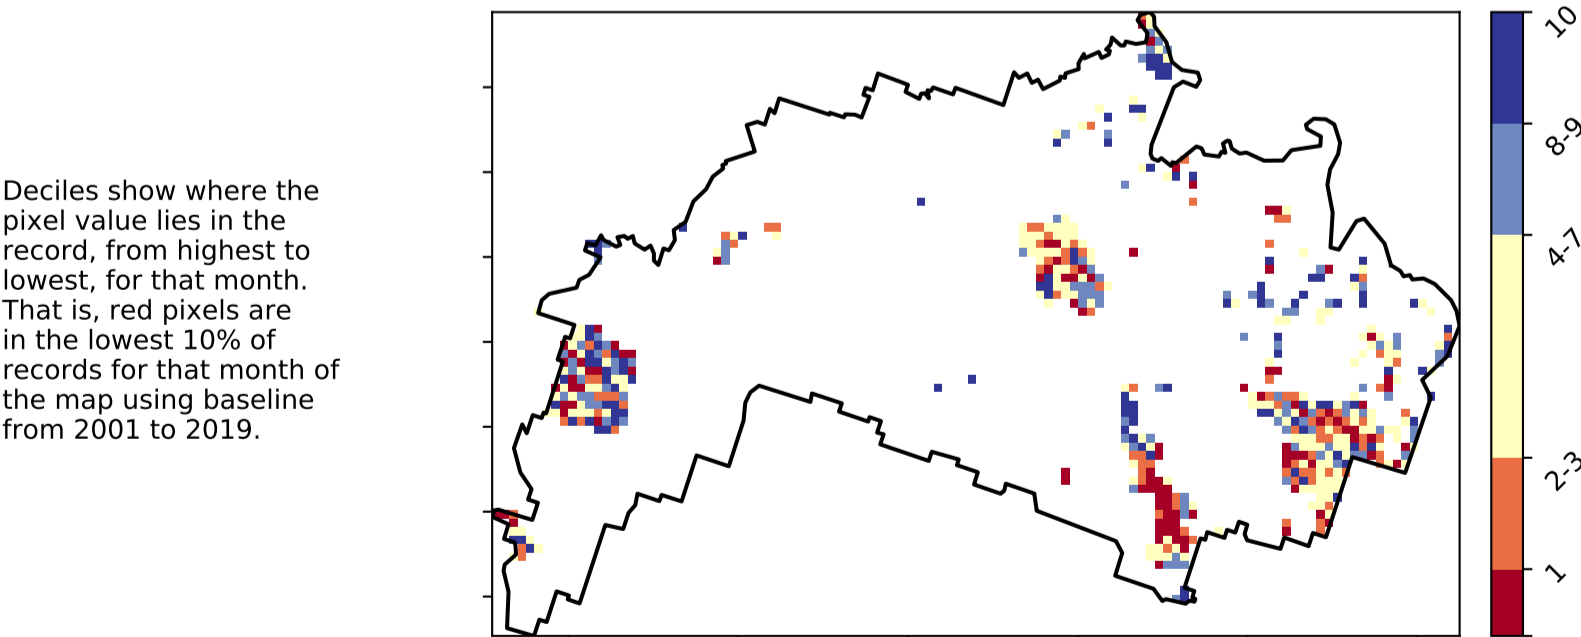 Deciles show where the
pixel value lies in the
record, from highest to
lowest, for that month.
That is, red pixels are
in the lowest 10% of
records for that month of
the map using baseline
from 2001 to 2019.
10
8-9
4-7
2-3
1